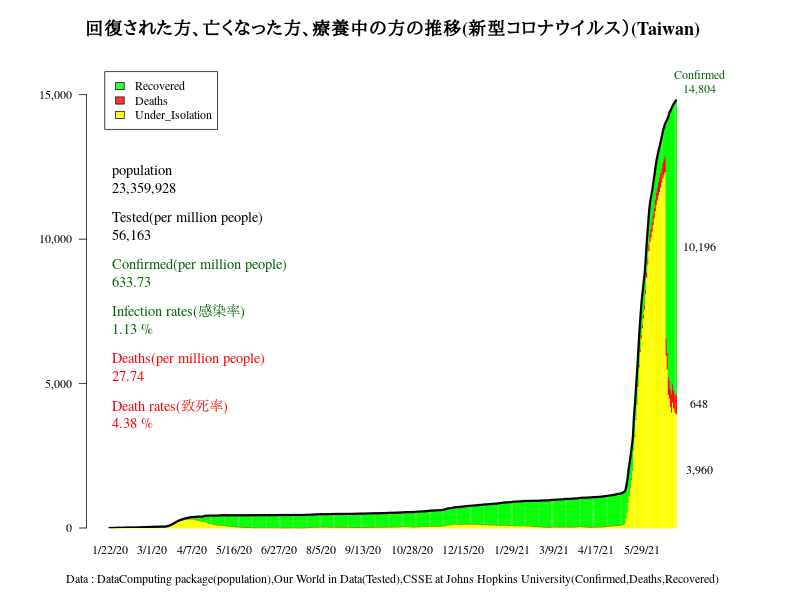 回復された方、亡くなった方、療養中の方の推移(新型コロナウイルス）(Taiwan)
Confirmed
14,804
Recovered
Deaths
Under_Isolation
15,000
10,000
5,000
0
population
23,359,928
Tested(per million people)
56,163
Confirmed(per million people)
633.73
Infection rates(感染率)
1.13 %
Deaths(per million people)
27.74
Death rates(致死率)
4.38 %
10,196
648
3,960
1/22/20 3/1/20 4/7/20 5/16/20 6/27/20 8/5/20 9/13/20 10/28/20 12/15/20 1/29/21 3/9/21 4/17/21 5/29/21
Data : DataComputing package(population),Our World in Data(Tested),CSSE at Johns Hopkins University(Confirmed,Deaths,Recovered)